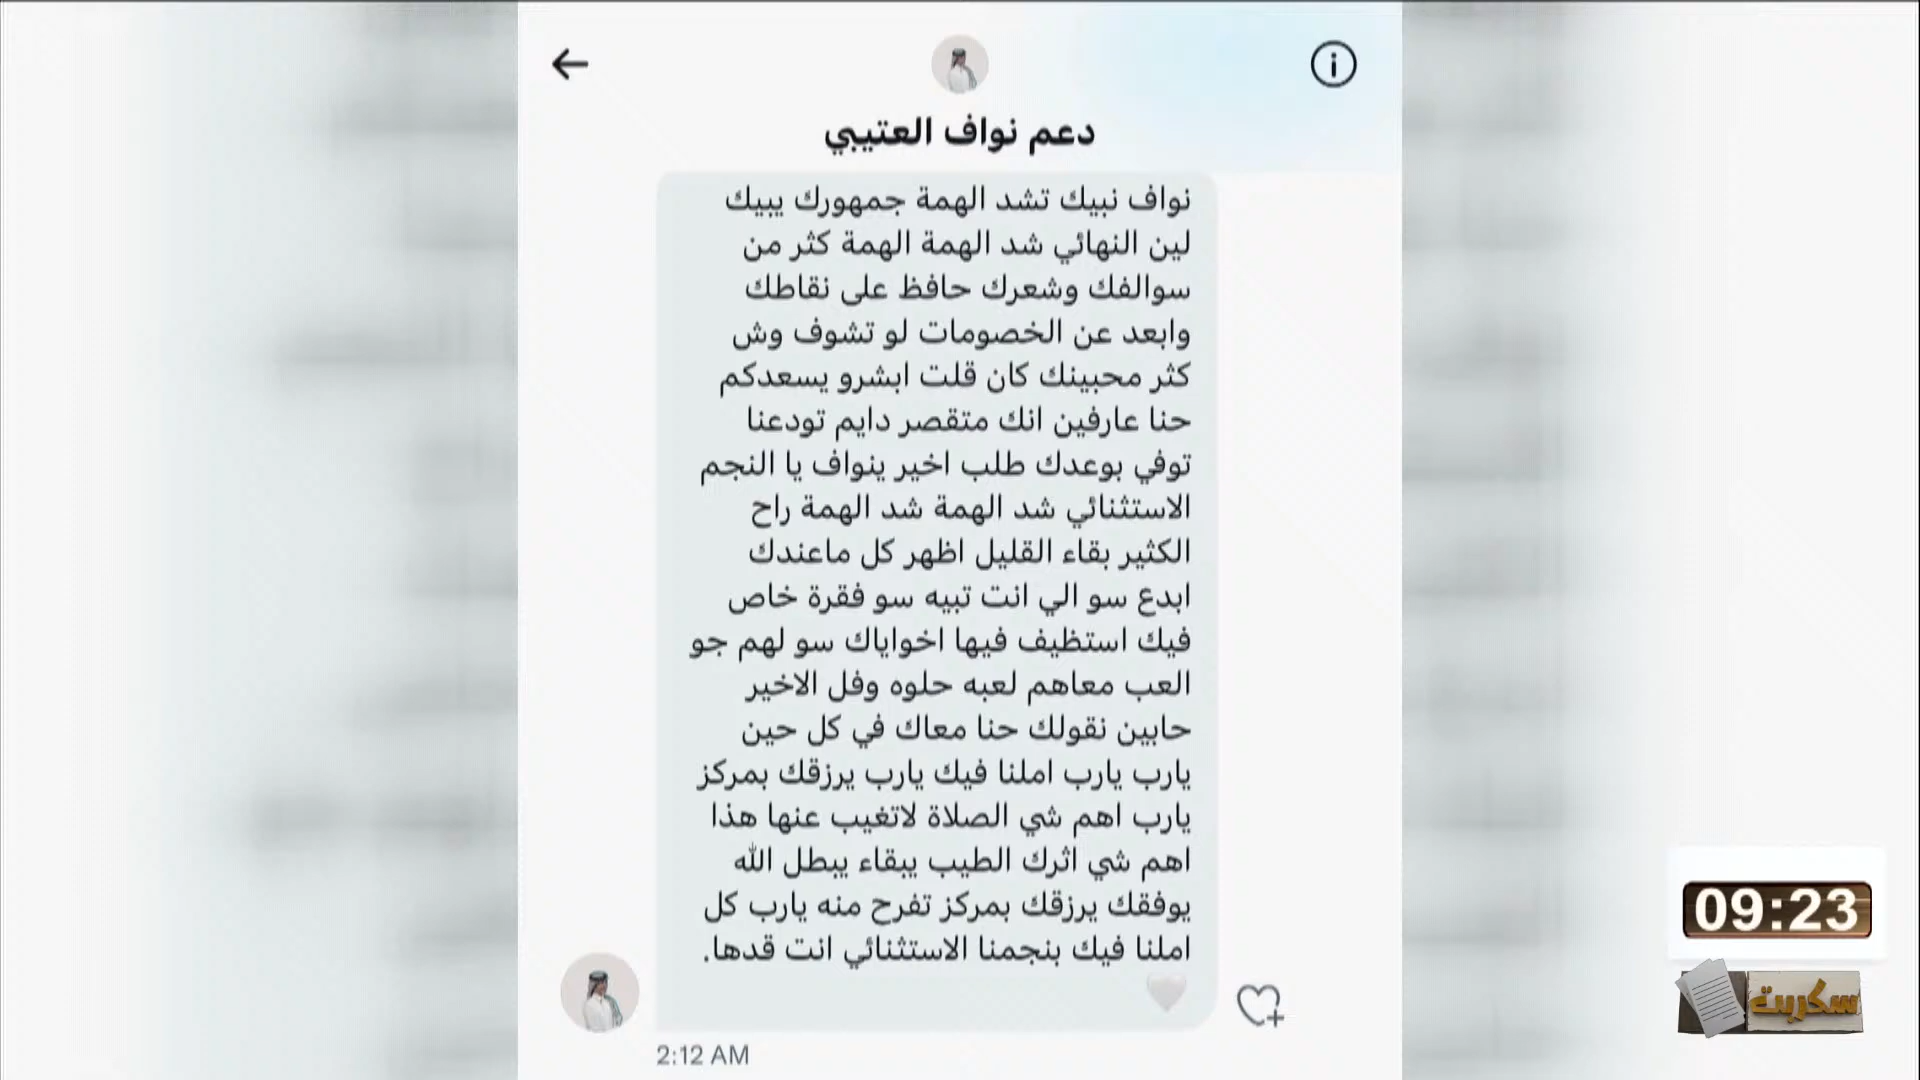 دعم نواف العتيبي
نواف نبيك تشد الهمة جمهورك يبيك
لين النهائي شد الهمة الهمة كثر من
سوالفك وشعرك حافظ على نقاطك
وابعد عن الخصومات لو تشوف وش
كثر محبينك كان قلت ابشرو يسعدكم
حنا عارفين انك متقصر دايم تودعنا
توفي بوعدك طلب اخير ينواف يا النجم
الاستثنائي شد الهمة شد الهمة راح
الكثير بقاء القليل اظهر كل ماعندك
ابدع سو الي انت تبيه سو فقرة خاص
فيك استظيف فيها اخواياك سو لهم جو
العب معاهم لعبه حلوه وفل الاخير
حابين نقولك حنا معاك في كل حين
يارب يارب املنا فيك يارب يرزقك بمركز
يارب اهم شي الصلاة لاتغيب عنها هذا
اهم شي اثرك الطيب يبقاء يبطل الله
يوفقك يرزقك بمركز تفرح منه يارب كل
املنا فيك بنجمنا الاستثنائي انت قدها.
2:12 AM
09:23
سكربت